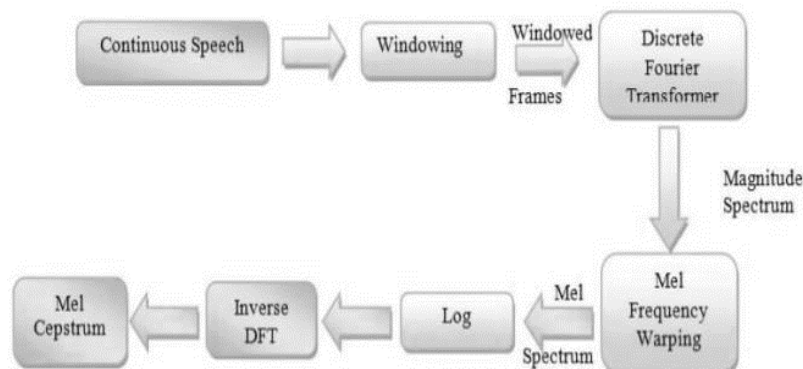 Continuous Speech
Windowing
Windowed
Frames
Discrete
Fourier
Transformer
Magnitude
Spectrum
Mel
Frequency
Warping
Mel
Spectrum
Log
Inverse
DFT
Mel
Cepstrum